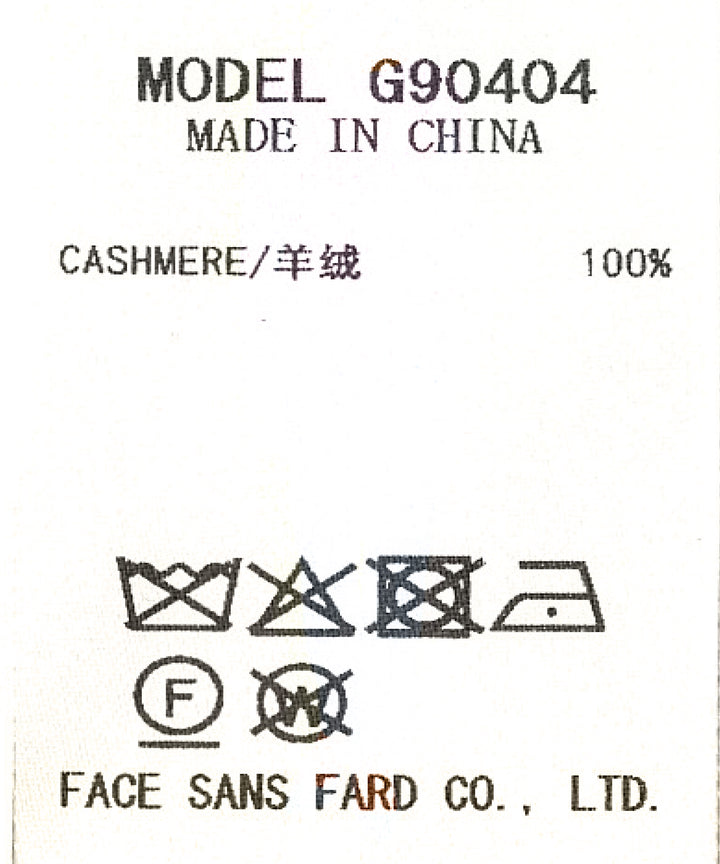 MODEL G90404
MADE IN CHINA
CASHMERE/羊绒 100%
F W
FACE SANS FARD CO., LTD.